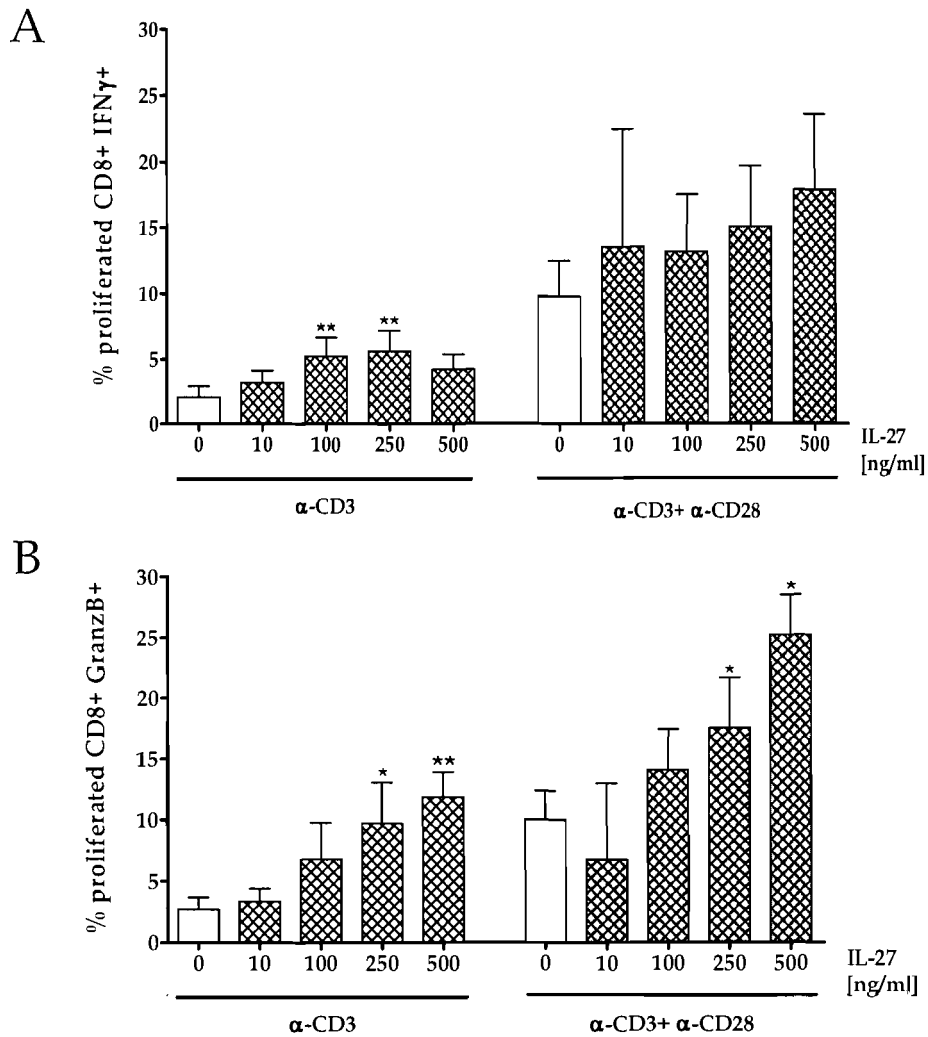 A
% proliferated CD8+ IFNγ+
30
25
20
15
10
5
0
** **
0 10 100 250 500 0 10 100 250 500 IL-27
[ng/ml]
α-CD3 α-CD3+ α-CD28
B
% proliferated CD8+ GranzB+
30
25
20
15
10
5
0
* ** * *
0 10 100 250 500 0 10 100 250 500 IL-27
[ng/ml]
α-CD3 α-CD3+ α-CD28